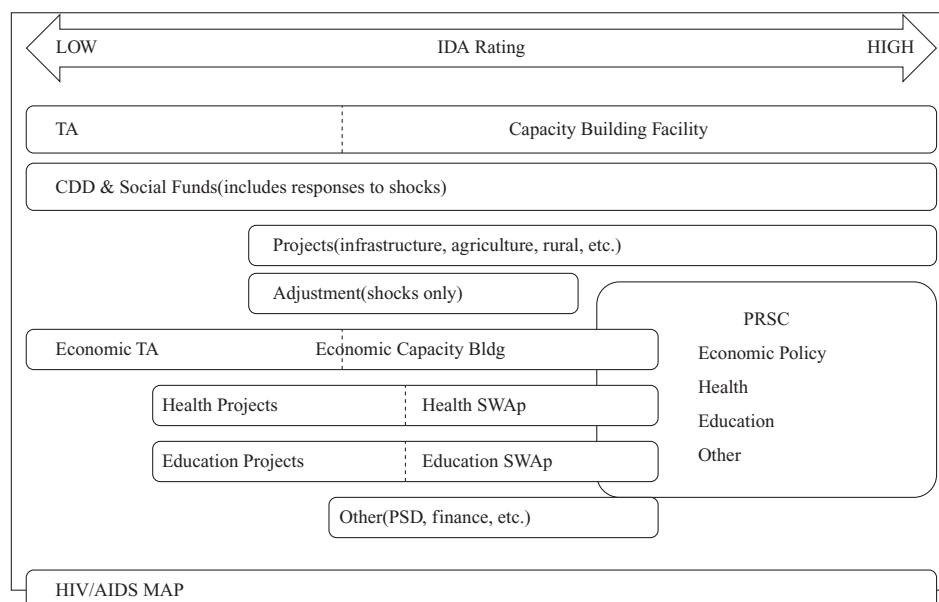 LOW IDA Rating HIGH
TA Capacity Building Facility
CDD & Social Funds(includes responses to shocks)
Projects(infrastructure, agriculture, rural, etc.)
Adjustment(shocks only)
PRSC
Economic TA Economic Capacity Bldg
Economic Policy
Health
Health Projects Health SWAp
Education
Education Projects Education SWAp
Other
Other(PSD, finance, etc.)
HIV/AIDS MAP